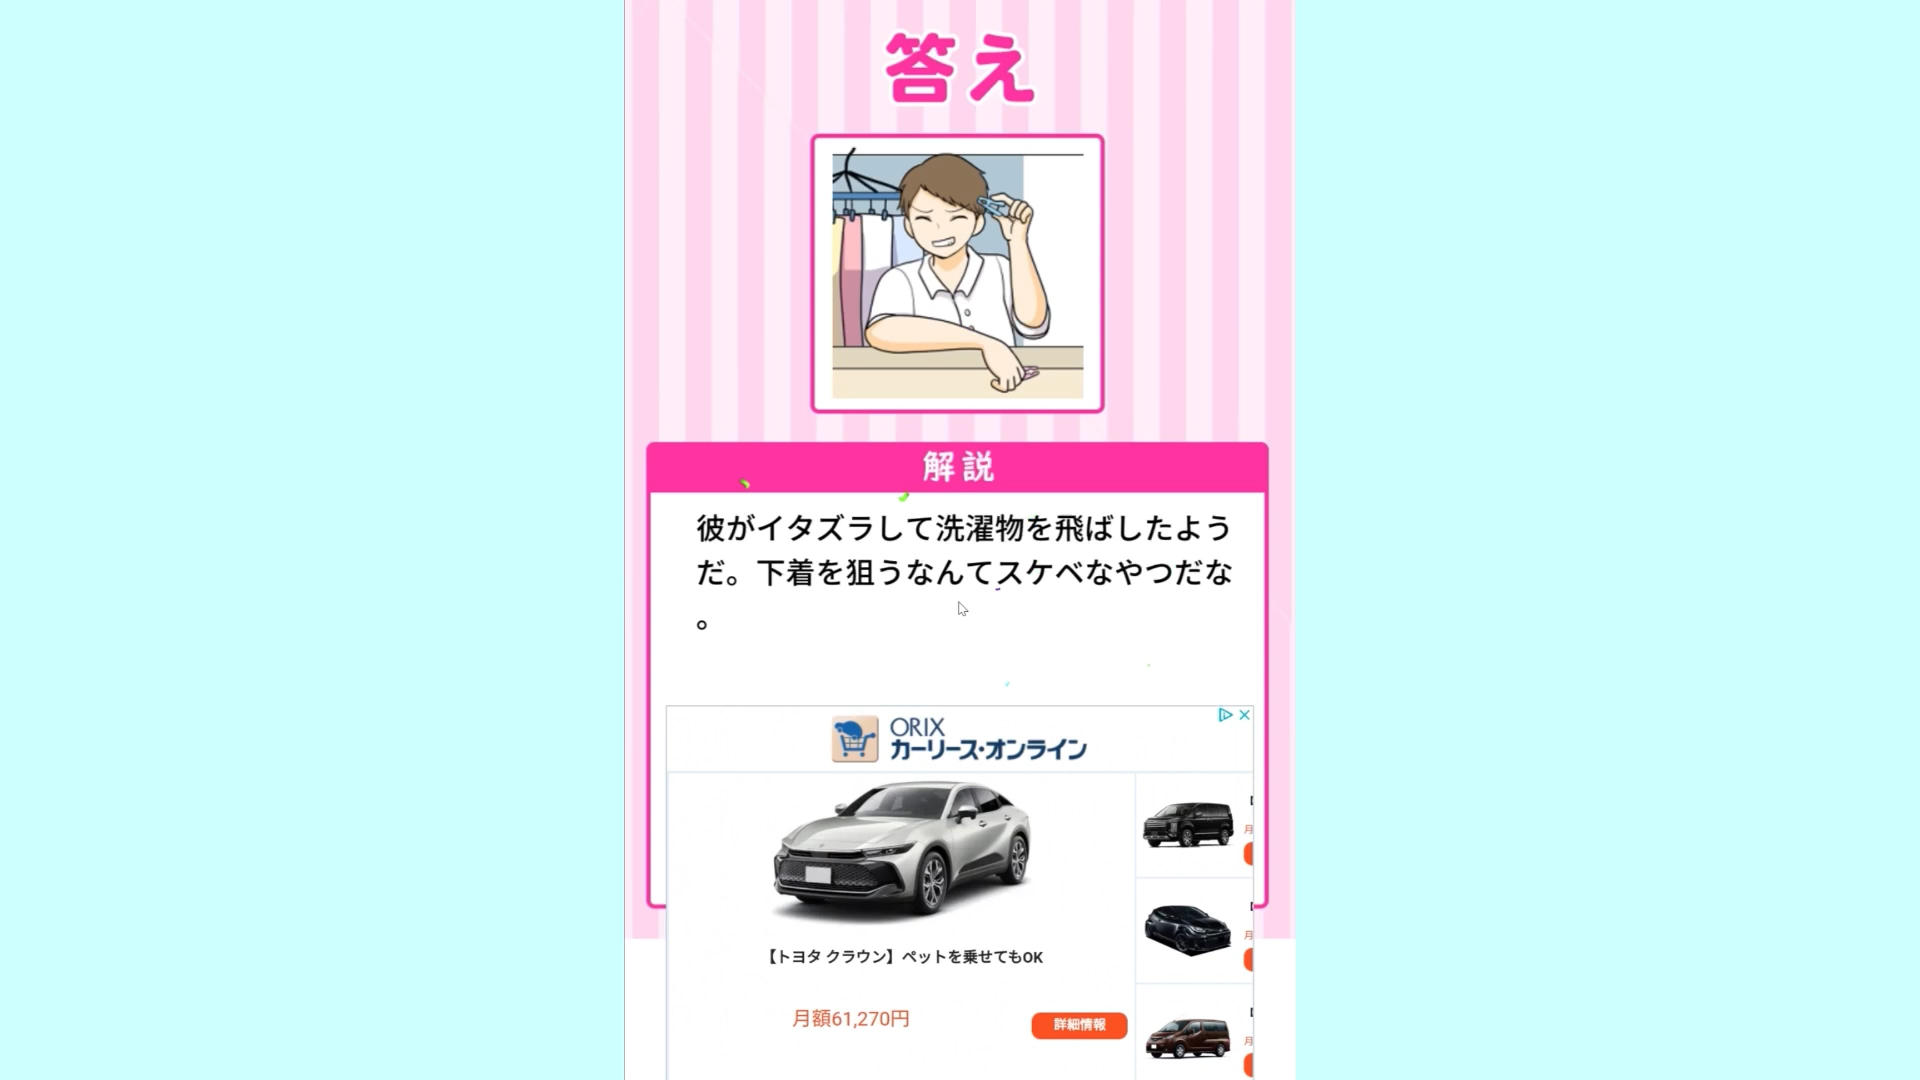 答え
解説
彼がイタズラして洗濯物を飛ばしたよう
だ。下着を狙うなんてスケベなやつだな
。
ORIX
カーリース・オンライン
【トヨタ クラウン】ペットを乗せてもOK
月額61,270円
詳細情報
月
月
月